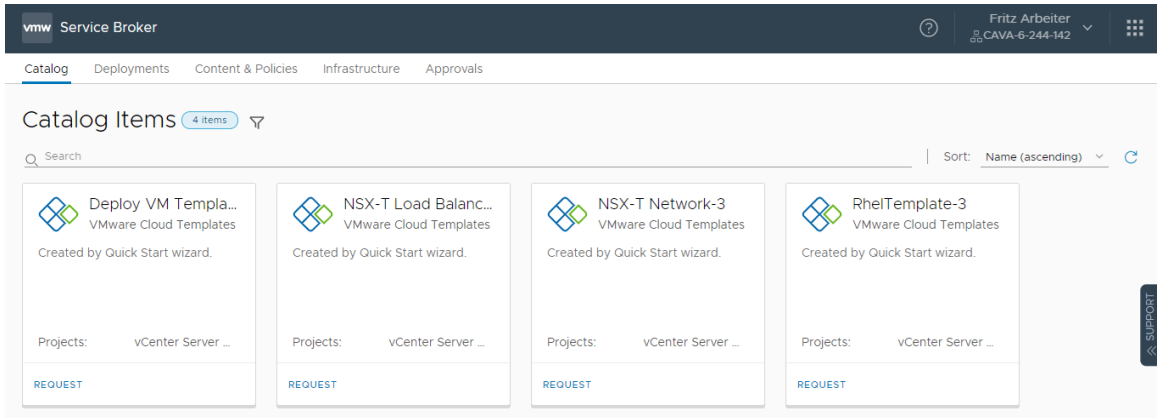 vmw Service Broker
Fritz Arbeiter
CAVA-6-244-142
Catalog Deployments Content & Policies Infrastructure Approvals
Catalog Items 4 items
Search
Sort: Name (ascending)
Deploy VM Templa...
VMware Cloud Templates
Created by Quick Start wizard.
Projects: vCenter Server ...
REQUEST
NSX-T Load Balanc...
VMware Cloud Templates
Created by Quick Start wizard.
Projects: vCenter Server ...
REQUEST
NSX-T Network-3
VMware Cloud Templates
Created by Quick Start wizard.
Projects: vCenter Server ...
REQUEST
RhelTemplate-3
VMware Cloud Templates
Created by Quick Start wizard.
Projects: vCenter Server ...
REQUEST
SUPPORT